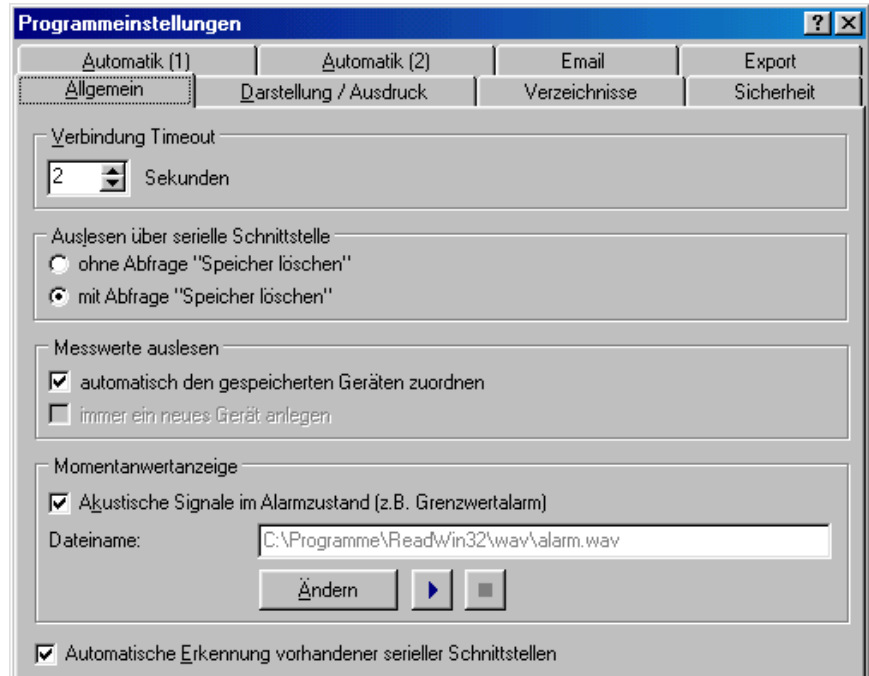 Programmeinstellungen
Automatik (1) Automatik (2) Email Export
Allgemein Darstellung / Ausdruck Verzeichnisse Sicherheit
Verbindung Timeout
2 Sekunden
Auslesen über serielle Schnittstelle
ohne Abfrage "Speicher löschen"
mit Abfrage "Speicher löschen"
Messwerte auslesen
automatisch den gespeicherten Geräten zuordnen
immer ein neues Gerät anlegen
Momentanwertanzeige
Akustische Signale im Alarmzustand (z.B. Grenzwertalarm)
Dateiname: C:\Programme\ReadWin32\wav\alarm.wav
Ändern
Automatische Erkennung vorhandener serieller Schnittstellen